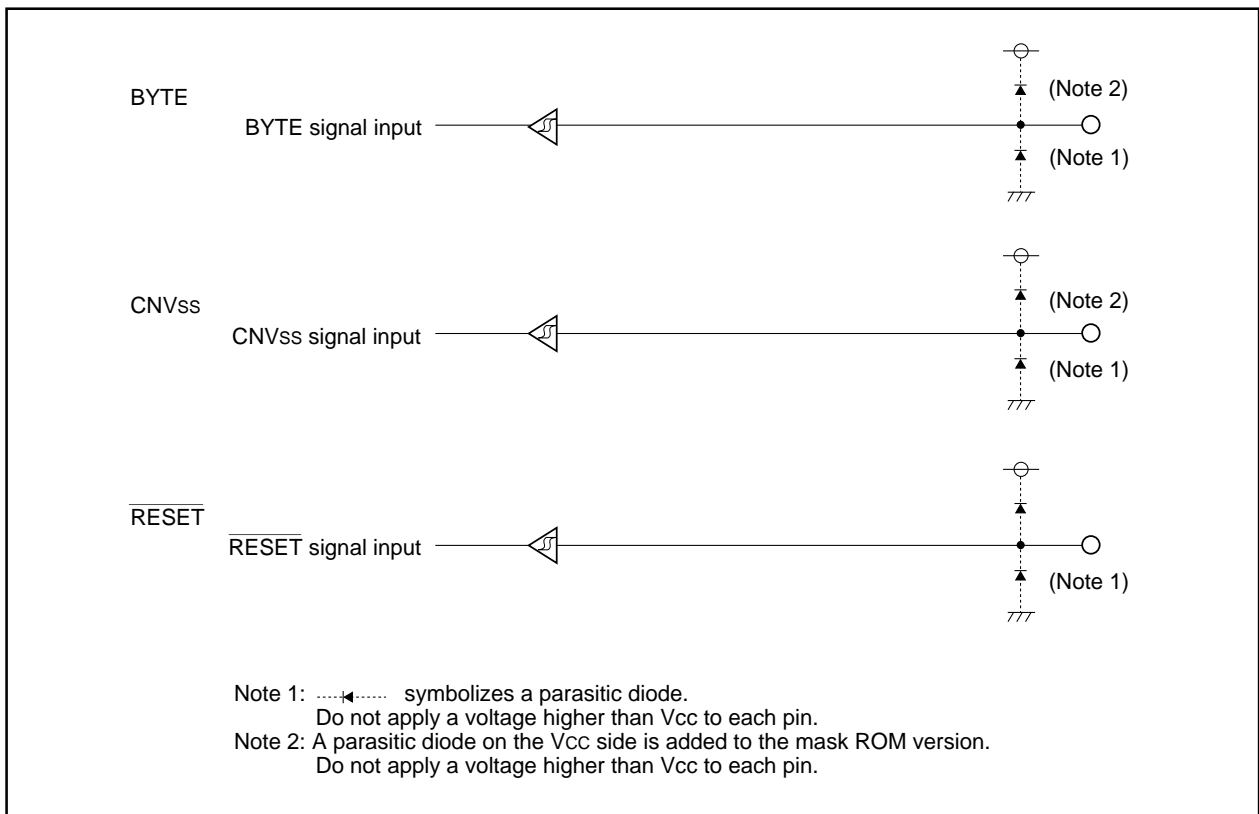 BYTE
BYTE signal input
(Note 2)
(Note 1)
CNVss
CNVss signal input
(Note 2)
(Note 1)
RESET
RESET signal input
(Note 1)
Note 1: symbolizes a parasitic diode.
Do not apply a voltage higher than Vcc to each pin.
Note 2: A parasitic diode on the VCC side is added to the mask ROM version.
Do not apply a voltage higher than Vcc to each pin.